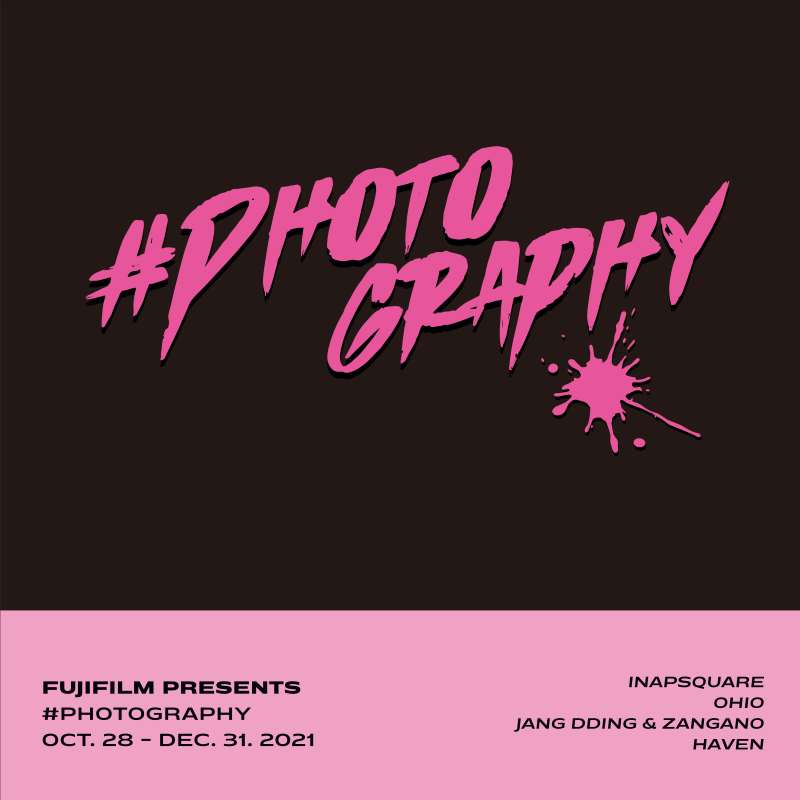 #PHOTO
GRAPHY
FUJIFILM PRESENTS
#PHOTOGRAPHY
OCT. 28 – DEC. 31. 2021
INAPSQUARE
OHIO
JANG DDING & ZANGANO
HAVEN